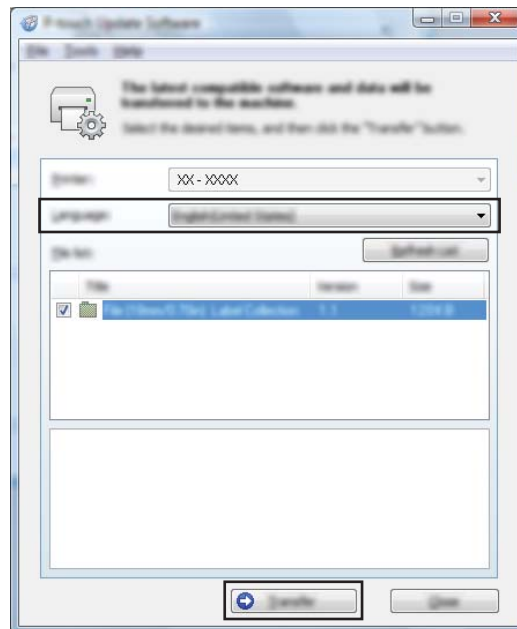 P-touch Update Software
File Tools Help
The latest compatible software and data will be
transferred to the machine.
Select the desired items, and then click the "Transfer" button.
Printer: XX - XXXX
Language: English(United States)
File list: Refresh List
Title Version Size
Label Collection 1.1
Transfer Close